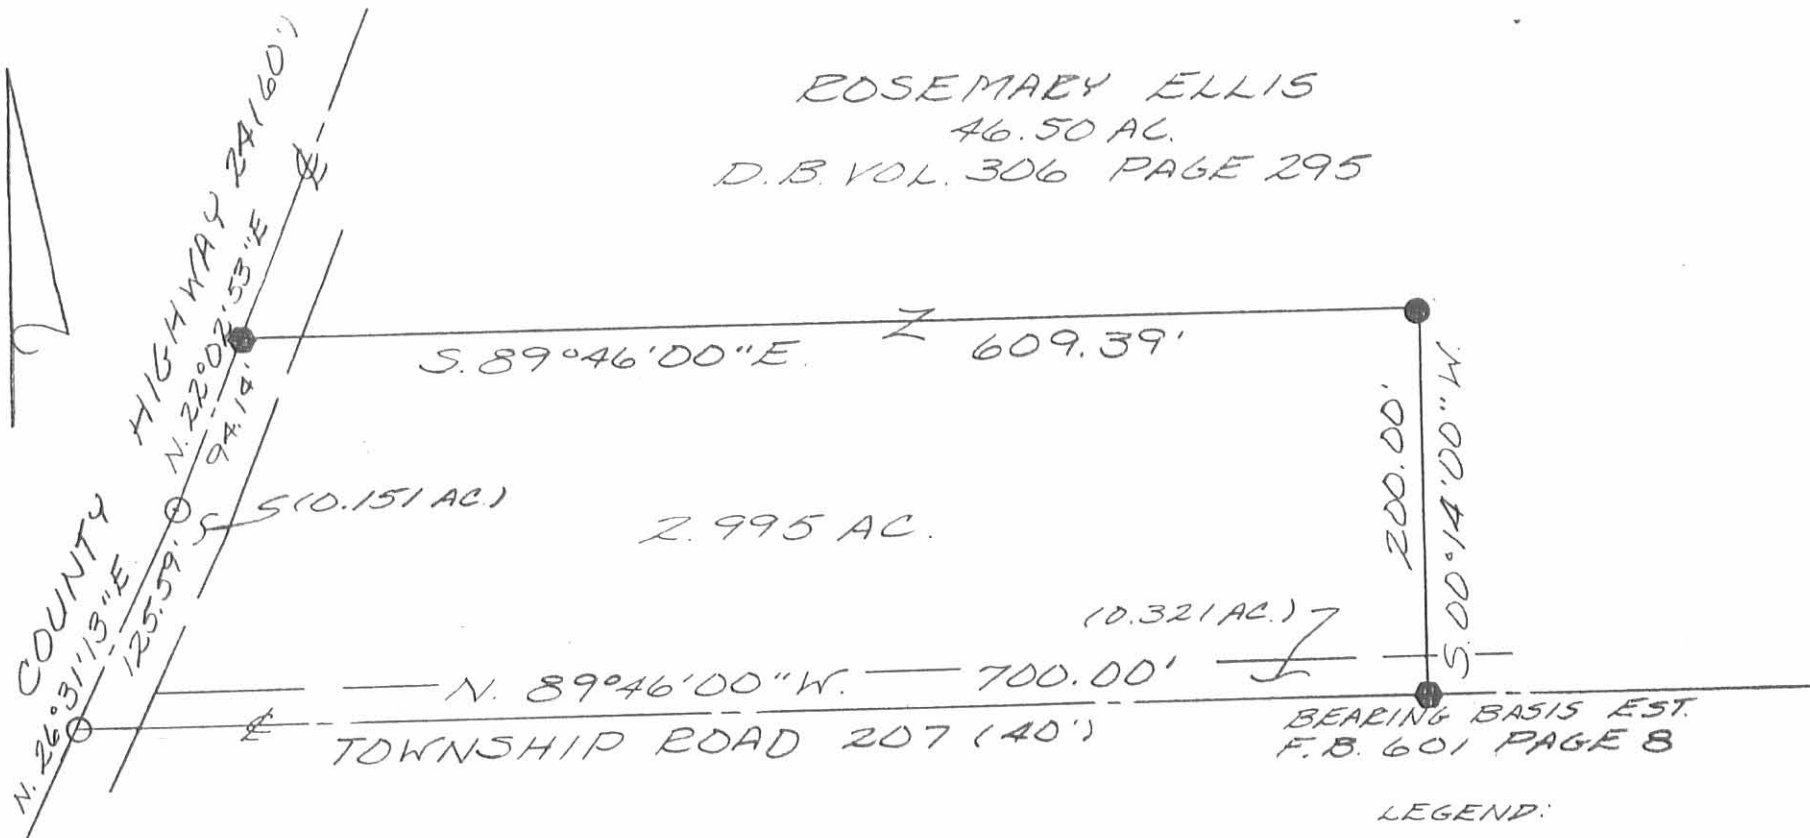 ROSEMARY ELLIS
46.50 AC.
D.B. VOL. 306 PAGE 295
COUNTY HIGHWAY 24 (60')
N. 22°02'53"E
94.14'
S. 89°46'00"E. 609.39'
(0.151 AC.)
2.995 AC.
200.00'
S. 00°14'00"W.
N. 26°31'13"E
125.59'
(0.321 AC.)
N. 89°46'00"W. 700.00'
TOWNSHIP ROAD 207 (40')
BEARING BASIS EST.
F.B. 601 PAGE 8
LEGEND: